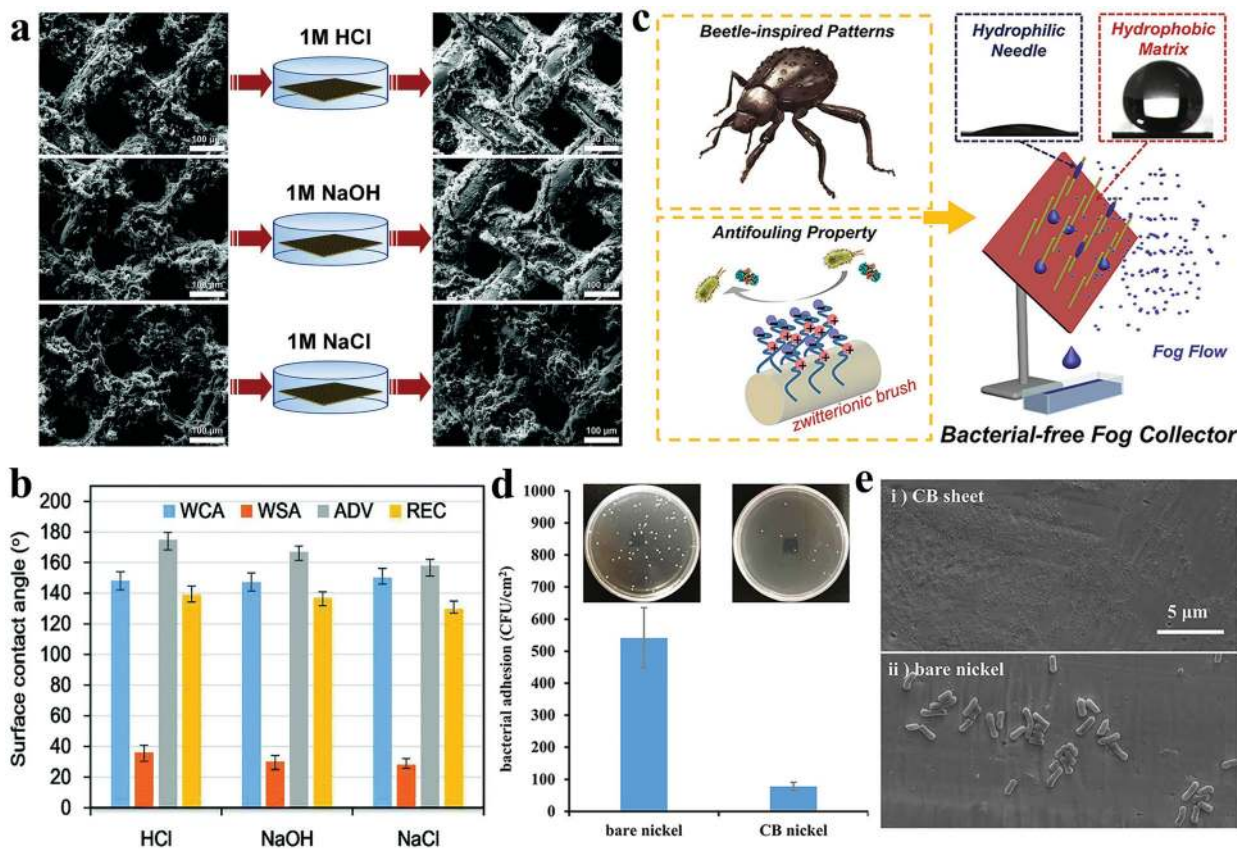 a
1M HCl
100 µm
100 µm
1M NaOH
100 µm
100 µm
1M NaCl
100 µm
100 µm
c
Beetle-inspired Patterns
Hydrophilic
Needle
Hydrophobic
Matrix
Antifouling Property
zwitterionic brush
Fog Flow
Bacterial-free Fog Collector
b
Surface contact angle (°)
200
180
160
140
120
100
80
60
40
20
0
WCA WSA ADV REC
HCl NaOH NaCl
d
bacterial adhesion (CFU/cm²)
1000
900
800
700
600
500
400
300
200
100
0
bare nickel CB nickel
e
i ) CB sheet
5 µm
ii ) bare nickel